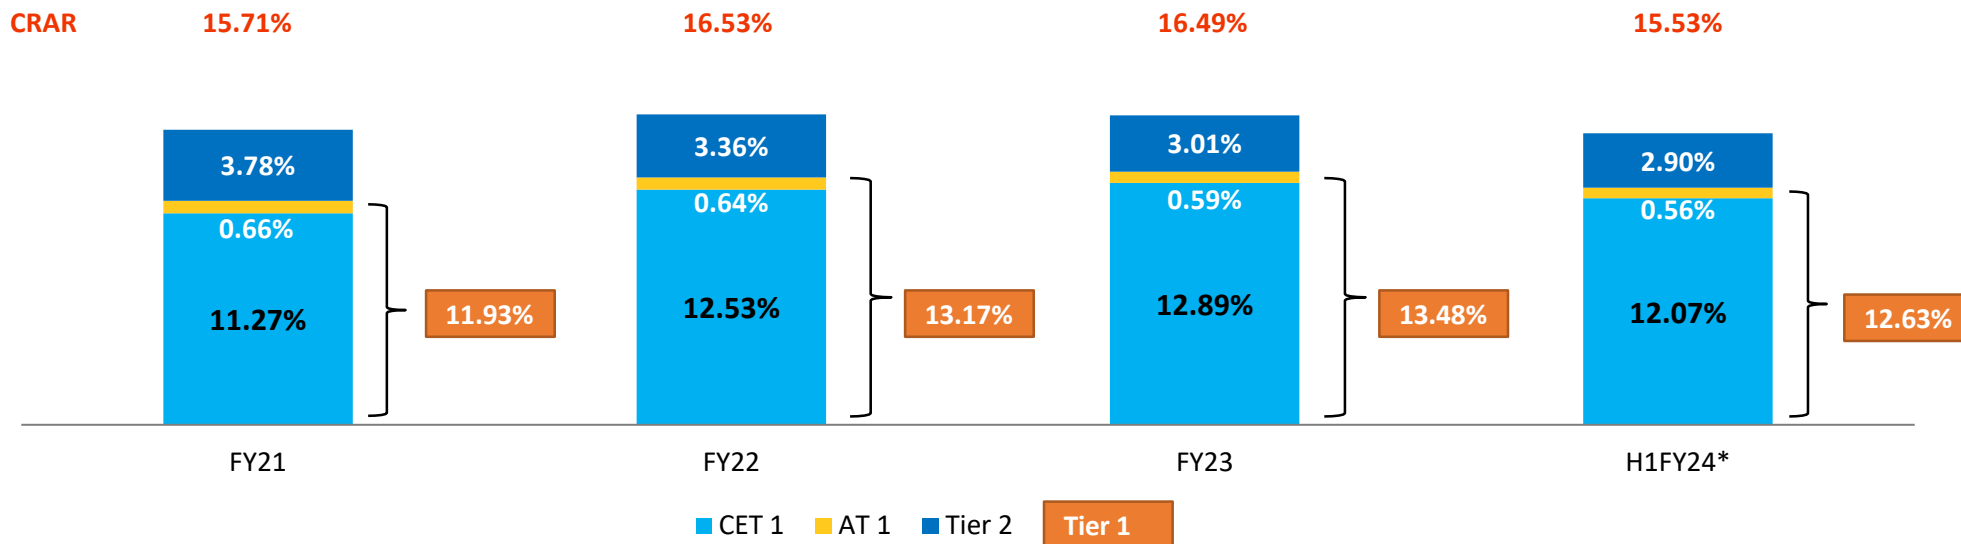 CRAR 15.71% 16.53% 16.49% 15.53%
3.78% 3.36% 3.01% 2.90%
0.66% 0.64% 0.59% 0.56%
11.27% 11.93% 12.53% 13.17% 12.89% 13.48% 12.07% 12.63%
FY21 FY22 FY23 H1FY24*
CET 1 AT 1 Tier 2 Tier 1